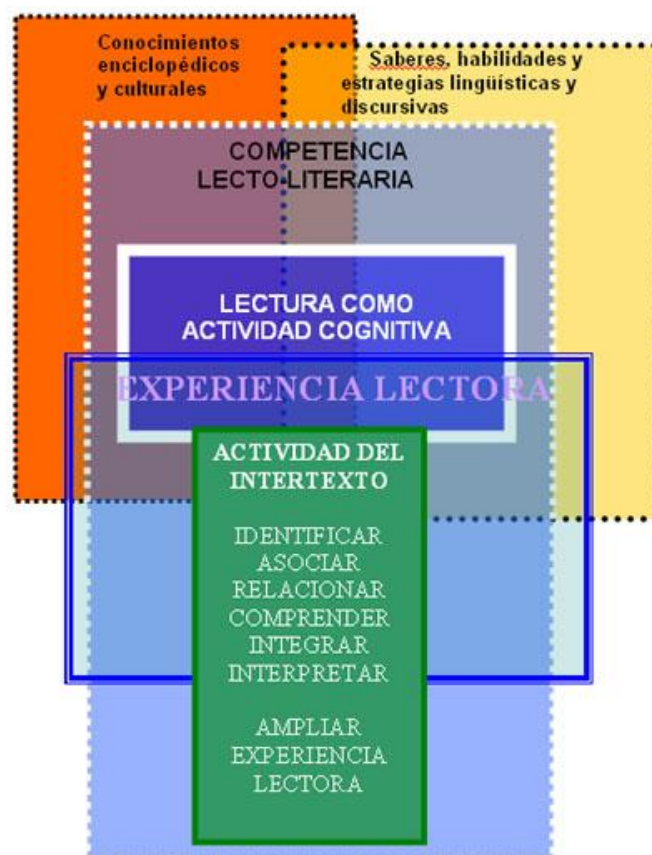 Conocimientos
enciclopédicos
y culturales
Saberes, habilidades y
estrategias lingüísticas y
discursivas
COMPETENCIA
LECTO-LITERARIA
LECTURA COMO
ACTIVIDAD COGNITIVA
EXPERIENCIA LECTORA
ACTIVIDAD DEL
INTERTEXTO
IDENTIFICAR
ASOCIAR
RELACIONAR
COMPRENDER
INTEGRAR
INTERPRETAR
AMPLIAR
EXPERIENCIA
LECTORA